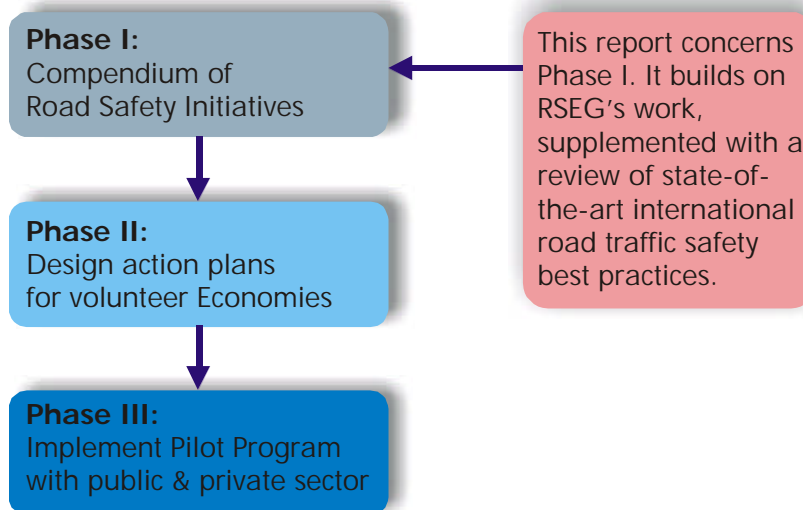 Phase I:
Compendium of
Road Safety Initiatives
This report concerns
Phase I. It builds on
RSEG's work,
supplemented with a
review of state-of-
the-art international
road traffic safety
best practices.
Phase II:
Design action plans
for volunteer Economies
Phase III:
Implement Pilot Program
with public & private sector